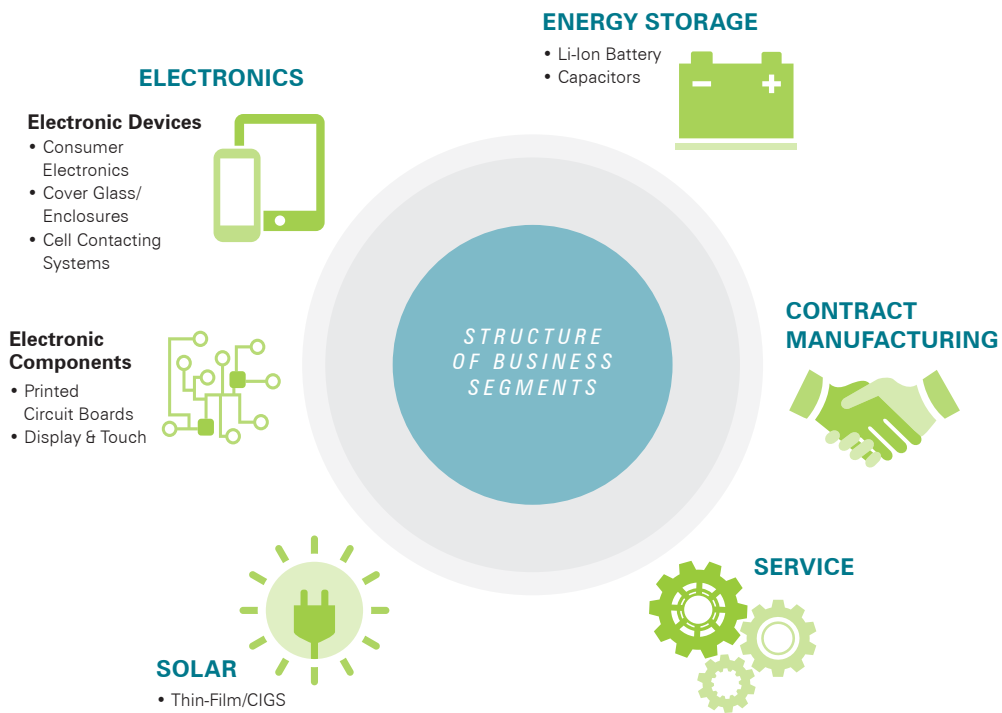 ENERGY STORAGE
• Li-Ion Battery
• Capacitors
ELECTRONICS
Electronic Devices
• Consumer
Electronics
• Cover Glass/
Enclosures
• Cell Contacting
Systems
Electronic
Components
• Printed
Circuit Boards
• Display & Touch
STRUCTURE
OF BUSINESS
SEGMENTS
CONTRACT
MANUFACTURING
SERVICE
SOLAR
• Thin-Film/CIGS